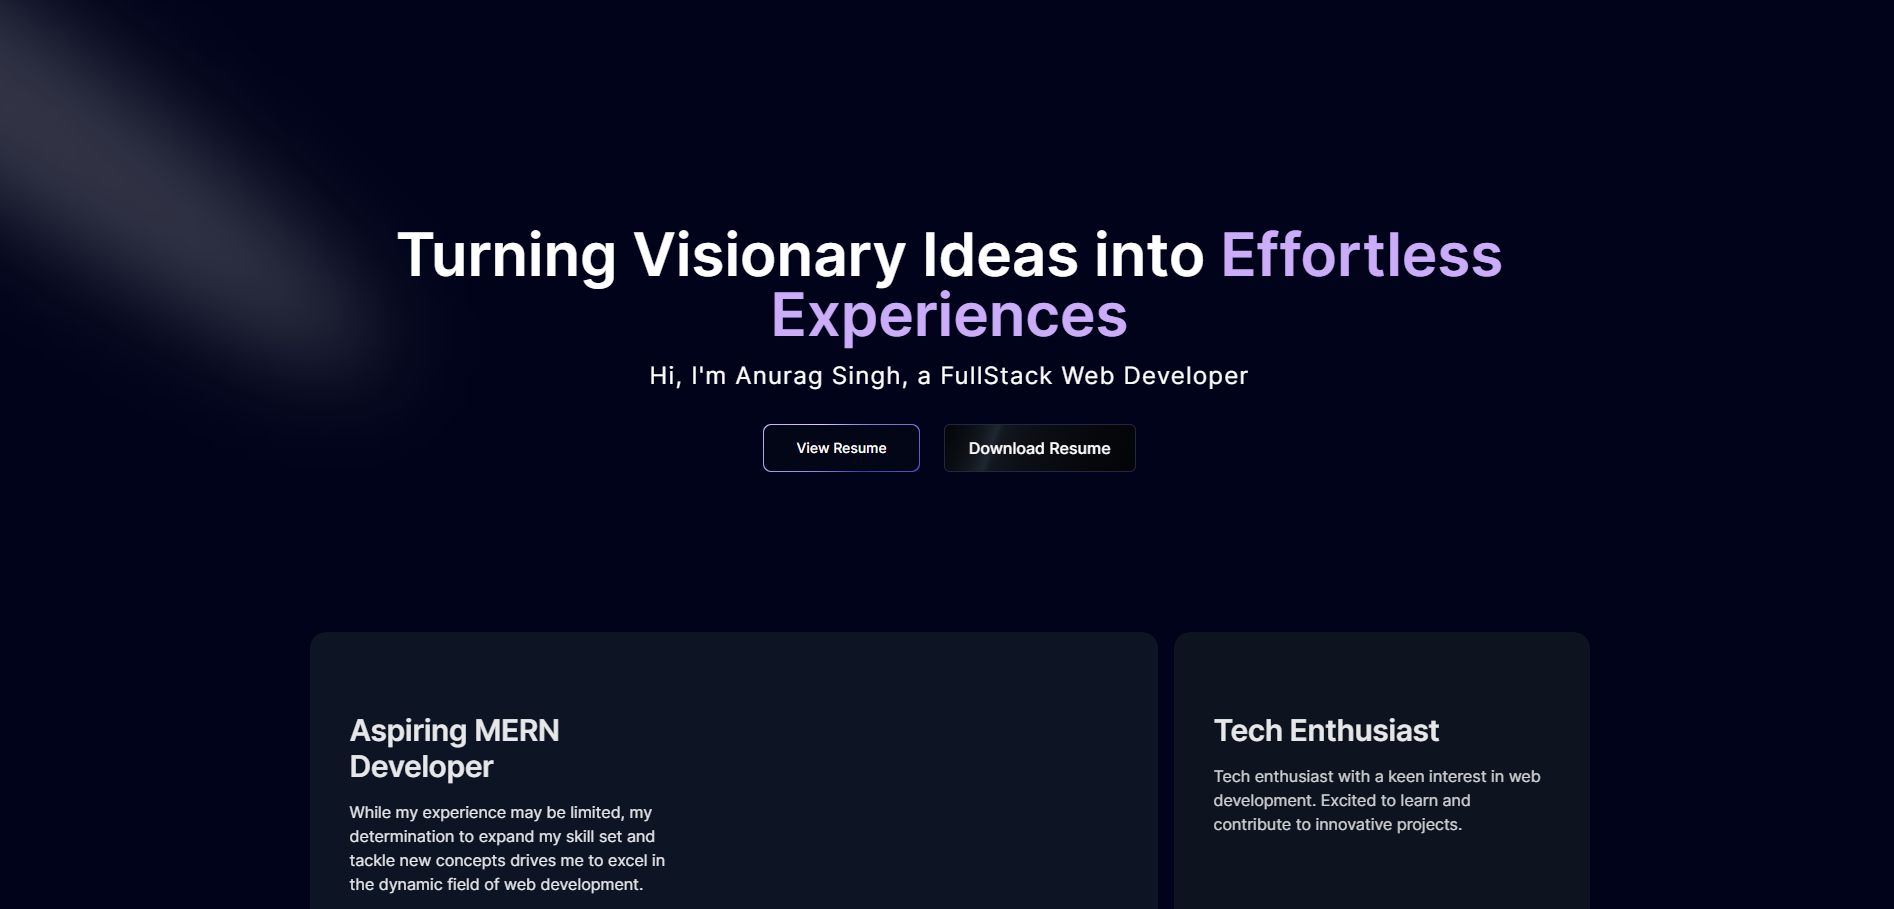 Turning Visionary Ideas into Effortless
Experiences
Hi, I'm Anurag Singh, a FullStack Web Developer
View Resume
Download Resume
Aspiring MERN
Developer
While my experience may be limited, my
determination to expand my skill set and
tackle new concepts drives me to excel in
the dynamic field of web development.
Tech Enthusiast
Tech enthusiast with a keen interest in web
development. Excited to learn and
contribute to innovative projects.